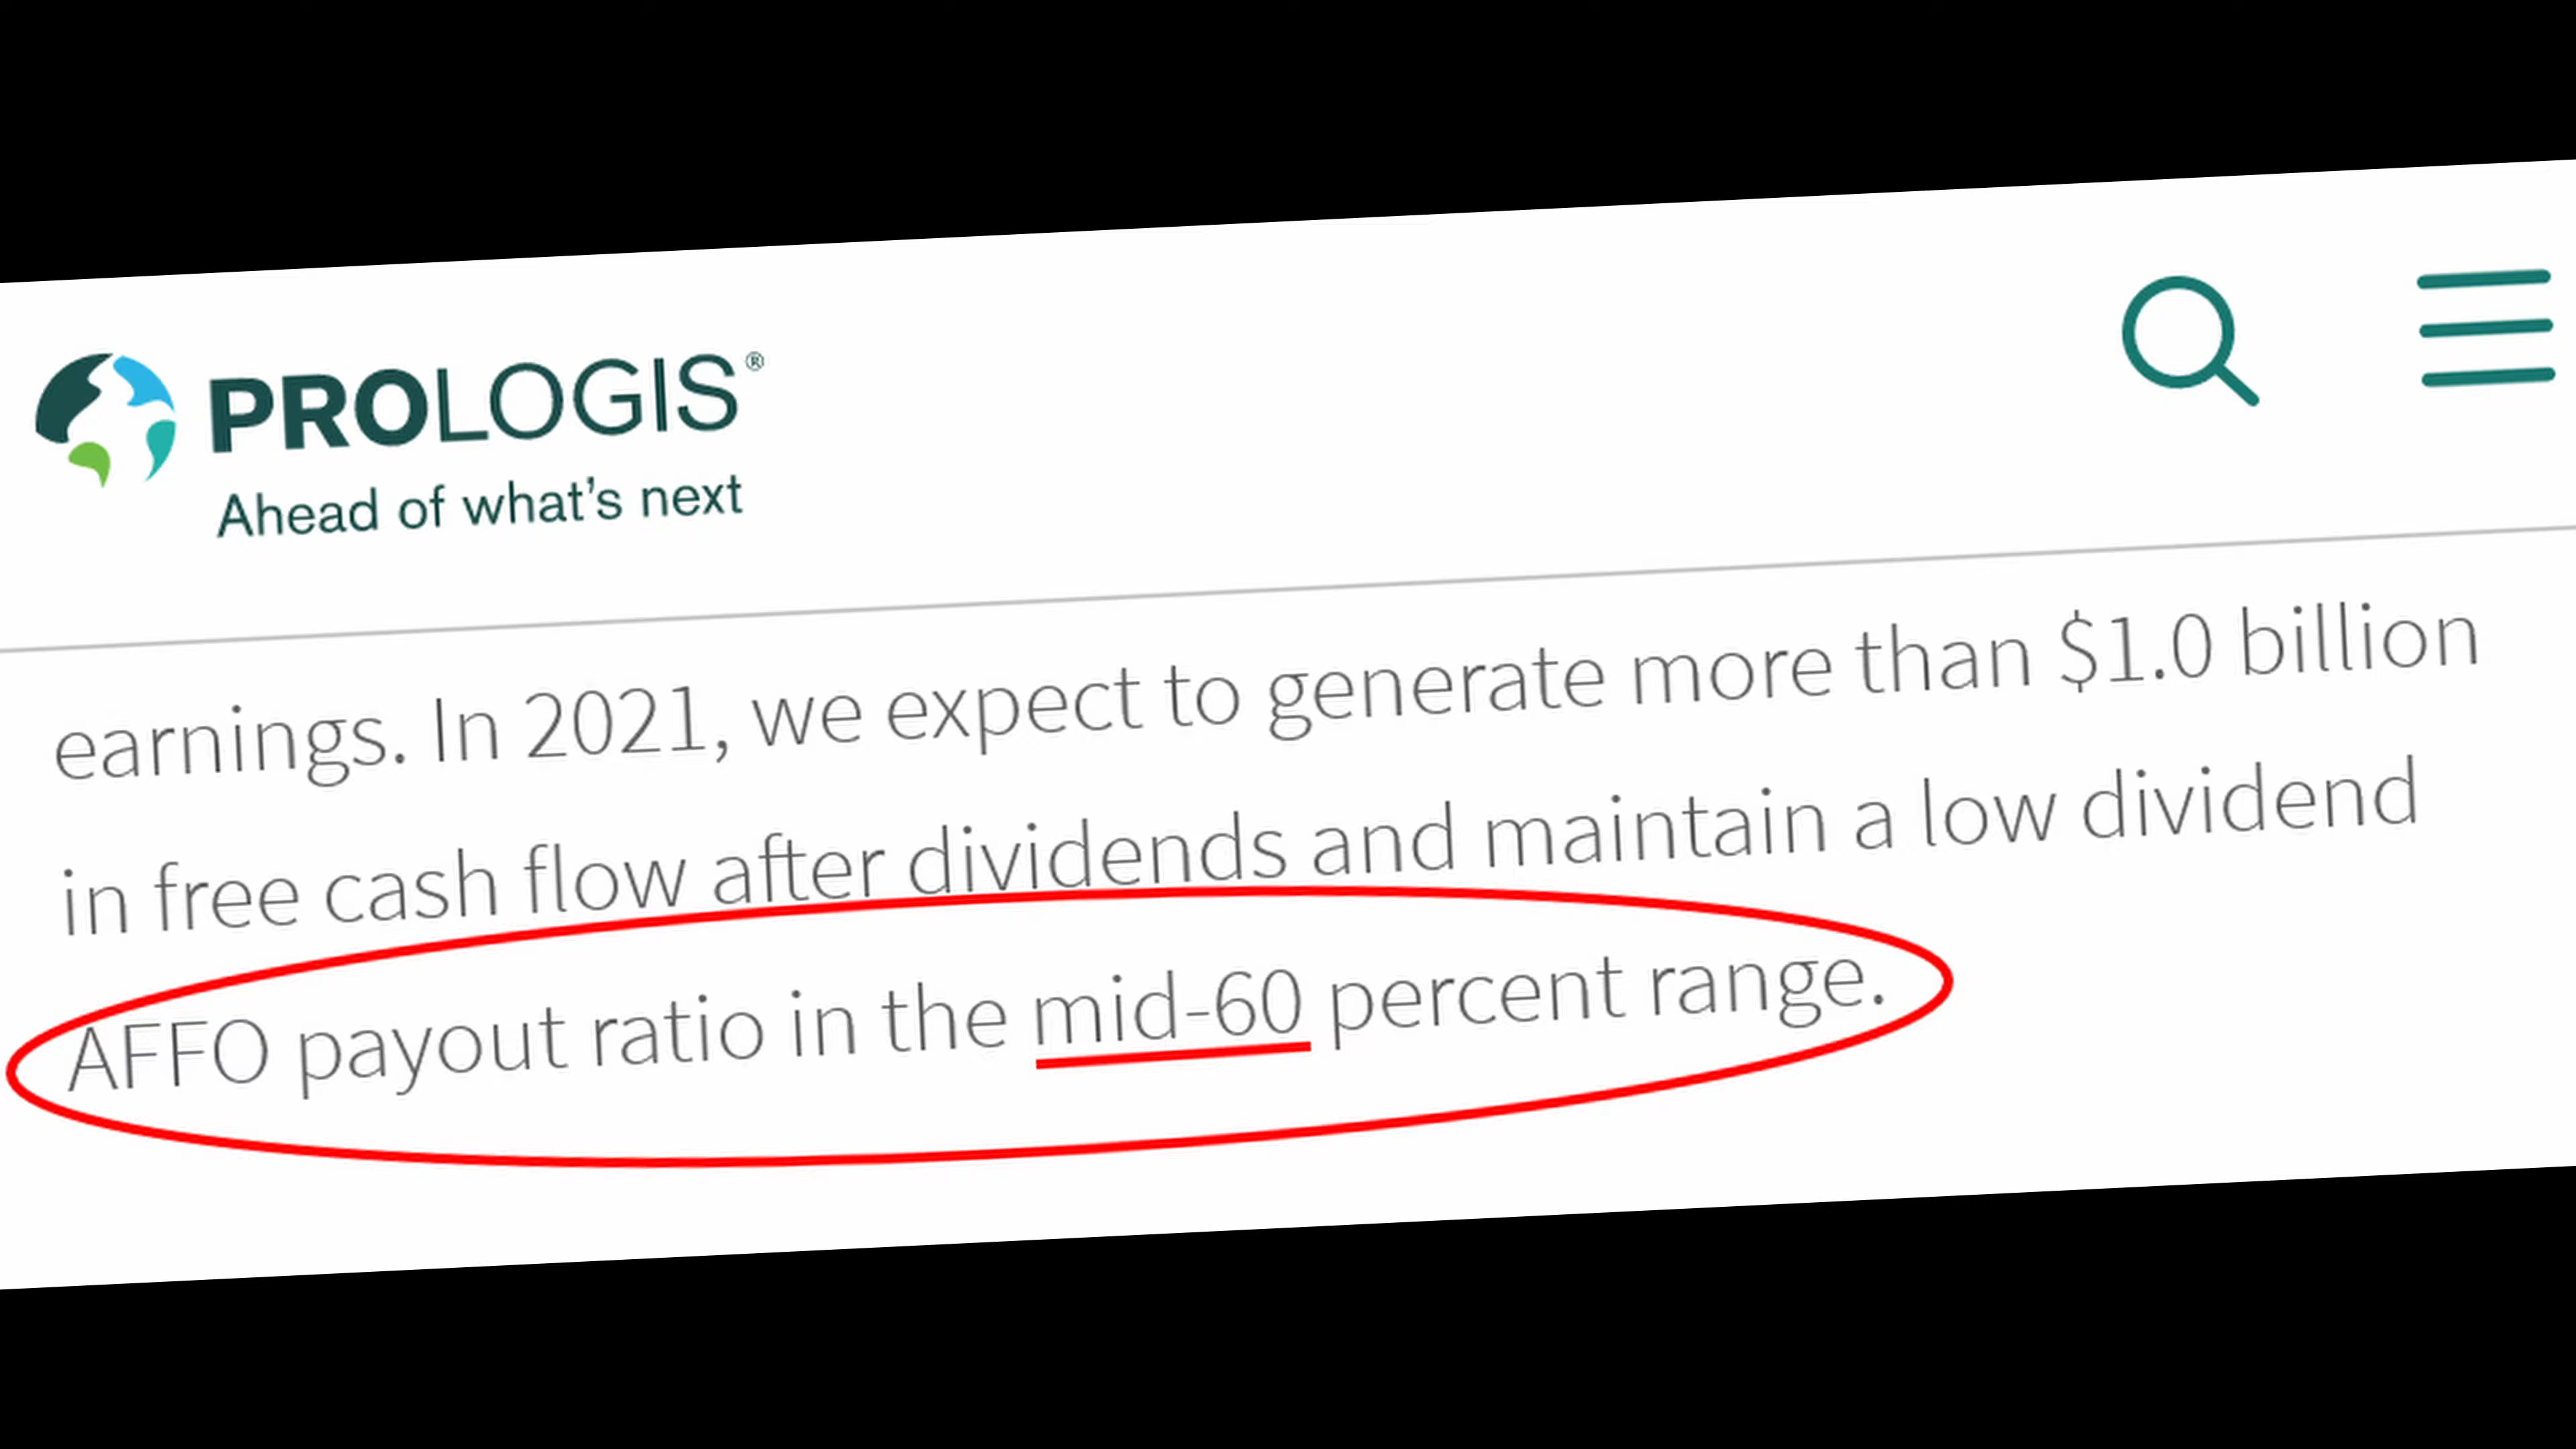 PROLOGIS®
Ahead of what's next
earnings. In 2021, we expect to generate more than $1.0 billion
in free cash flow after dividends and maintain a low dividend
AFFO payout ratio in the mid-60 percent range.